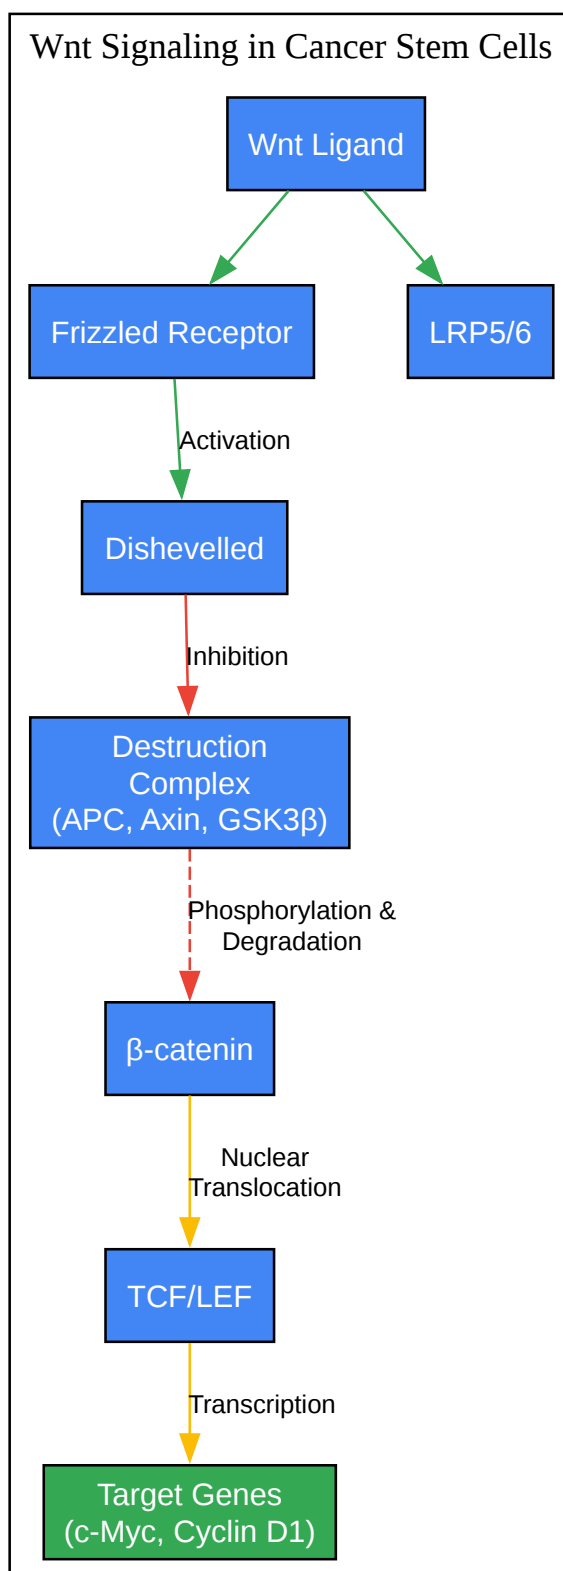 Wnt Signaling in Cancer Stem Cells
Wnt Ligand
Frizzled Receptor
LRP5/6
Activation
Dishevelled
Inhibition
Destruction
Complex
(APC, Axin, GSK3β)
Phosphorylation &
Degradation
β-catenin
Nuclear
Translocation
TCF/LEF
Transcription
Target Genes
(c-Myc, Cyclin D1)